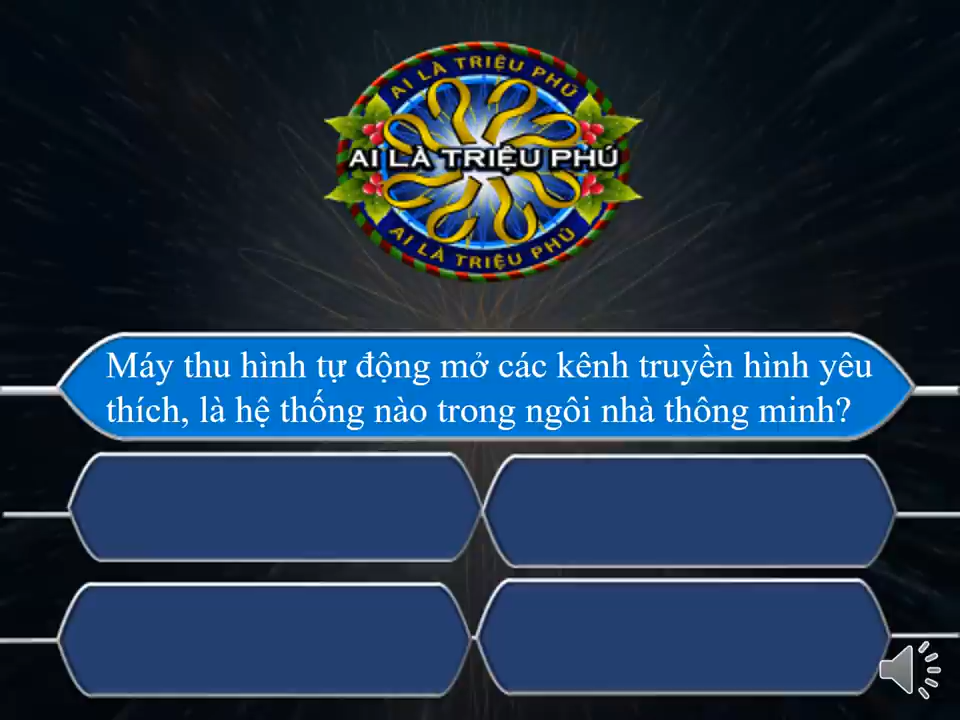 AI LÀ TRIỆU PHÚ
AI LÀ TRIỆU PHÚ
AI LÀ TRIỆU PHÚ
Máy thu hình tự động mở các kênh truyền hình yêu
thích, là hệ thống nào trong ngôi nhà thông minh?